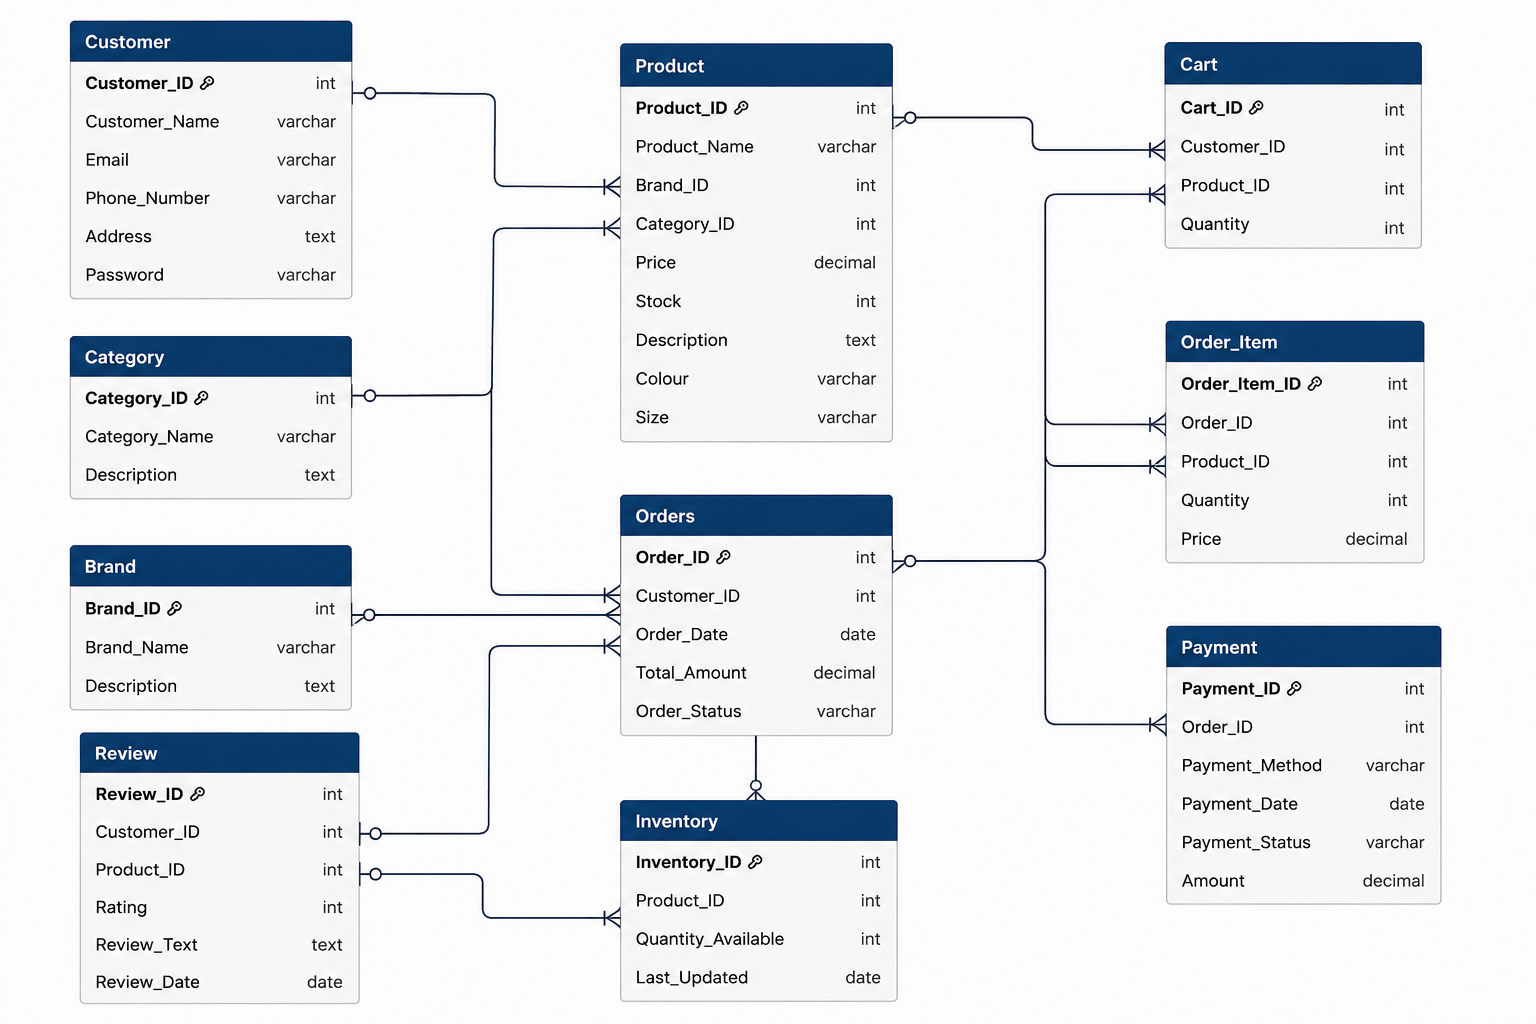 Customer
Customer_ID int
Customer_Name varchar
Email varchar
Phone_Number varchar
Address text
Password varchar
Category
Category_ID int
Category_Name varchar
Description text
Brand
Brand_ID int
Brand_Name varchar
Description text
Review
Review_ID int
Customer_ID int
Product_ID int
Rating int
Review_Text text
Review_Date date
Product
Product_ID int
Product_Name varchar
Brand_ID int
Category_ID int
Price decimal
Stock int
Description text
Colour varchar
Size varchar
Orders
Order_ID int
Customer_ID int
Order_Date date
Total_Amount decimal
Order_Status varchar
Inventory
Inventory_ID int
Product_ID int
Quantity_Available int
Last_Updated date
Cart
Cart_ID int
Customer_ID int
Product_ID int
Quantity int
Order_Item
Order_Item_ID int
Order_ID int
Product_ID int
Quantity int
Price decimal
Payment
Payment_ID int
Order_ID int
Payment_Method varchar
Payment_Date date
Payment_Status varchar
Amount decimal